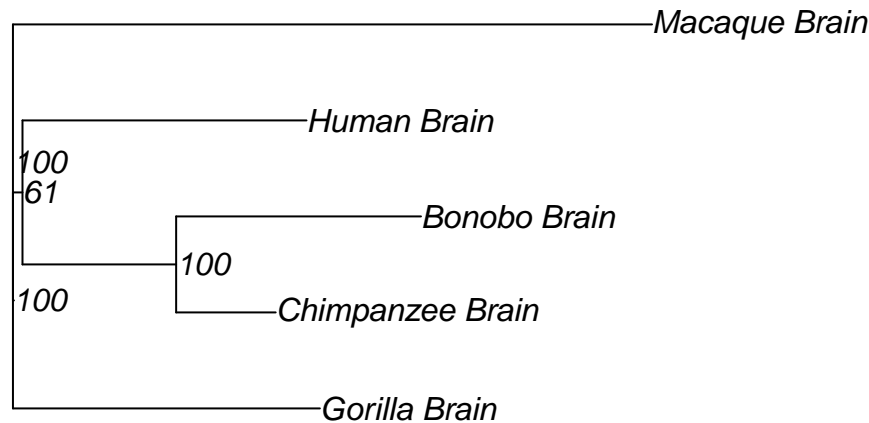 Macaque Brain
Human Brain
100
61
Bonobo Brain
100
100
Chimpanzee Brain
Gorilla Brain